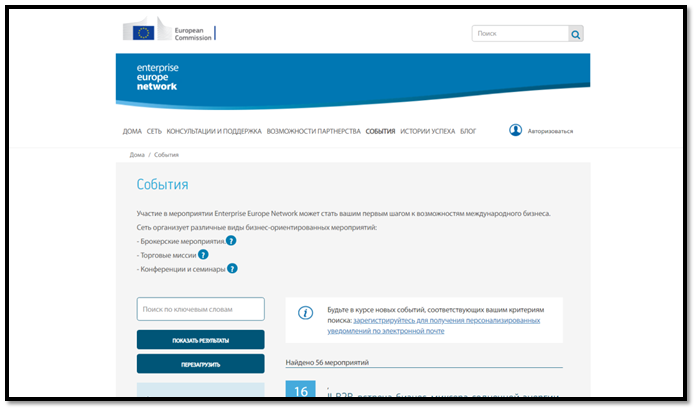 European
Commission
Поиск
enterprise
europe
network
ДОМА СЕТЬ КОНСУЛЬТАЦИИ И ПОДДЕРЖКА ВОЗМОЖНОСТИ ПАРТНЕРСТВА СОБЫТИЯ ИСТОРИИ УСПЕХА БЛОГ Авторизоваться
Дома / События
События
Участие в мероприятии Enterprise Europe Network может стать вашим первым шагом к возможностям международного бизнеса.
Сеть организует различные виды бизнес-ориентированных мероприятий:
- Брокерские мероприятия ?
- Торговые миссии ?
- Конференции и семинары ?
Поиск по ключевым словам
ПОКАЗАТЬ РЕЗУЛЬТАТЫ
ПЕРЕЗАГРУЗИТЬ
i
Будьте в курсе новых событий, соответствующих вашим критериям
поиска: зарегистрируйтесь для получения персонализированных
уведомлений по электронной почте
Найдено 56 мероприятий
16